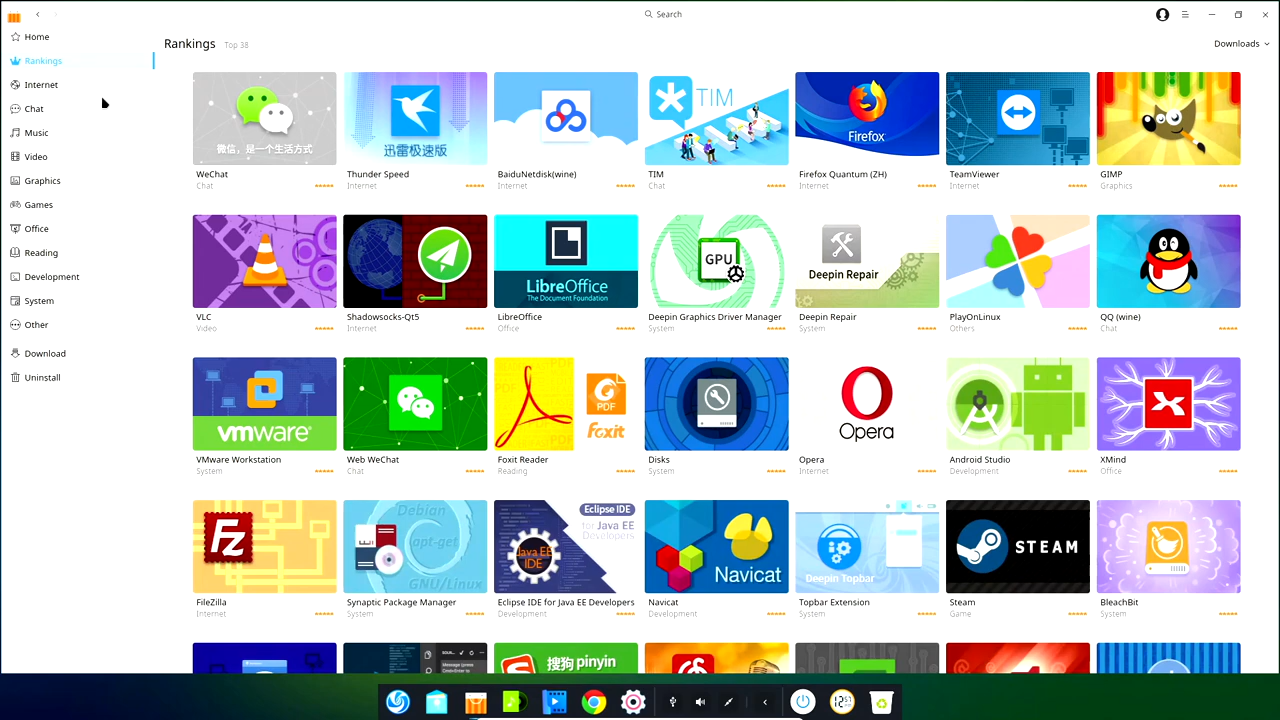 Search
Home
Rankings
Internet
Chat
Music
Video
Graphics
Games
Office
Reading
Development
System
Other
Download
Uninstall
Rankings Top 38
Downloads
微信，是一个生活方式
迅雷极速版
TIM
Firefox
WeChat
Chat
Thunder Speed
Internet
BaiduNetdisk(wine)
Internet
TIM
Chat
Firefox Quantum (ZH)
Internet
TeamViewer
Internet
GIMP
Graphics
LibreOffice
The Document Foundation
GPU
Deepin Repair
VLC
Video
Shadowsocks-Qt5
Internet
LibreOffice
Office
Deepin Graphics Driver Manager
System
Deepin Repair
System
PlayOnLinux
Others
QQ (wine)
Chat
vmware
PDF
Foxit
Opera
VMware Workstation
System
Web WeChat
Chat
Foxit Reader
Reading
Disks
System
Opera
Internet
Android Studio
Development
XMind
Office
Fz
Debian
apt-get
GNU/Linux
Eclipse IDE
for Java EE
Developers
Java EE
IDE
Navicat
Deepin Topbar
STEAM
FileZilla
Internet
Synaptic Package Manager
System
Eclipse IDE for Java EE Developers
Development
Navicat
Development
Topbar Extension
System
Steam
Game
BleachBit
System
搜狗 pinyin